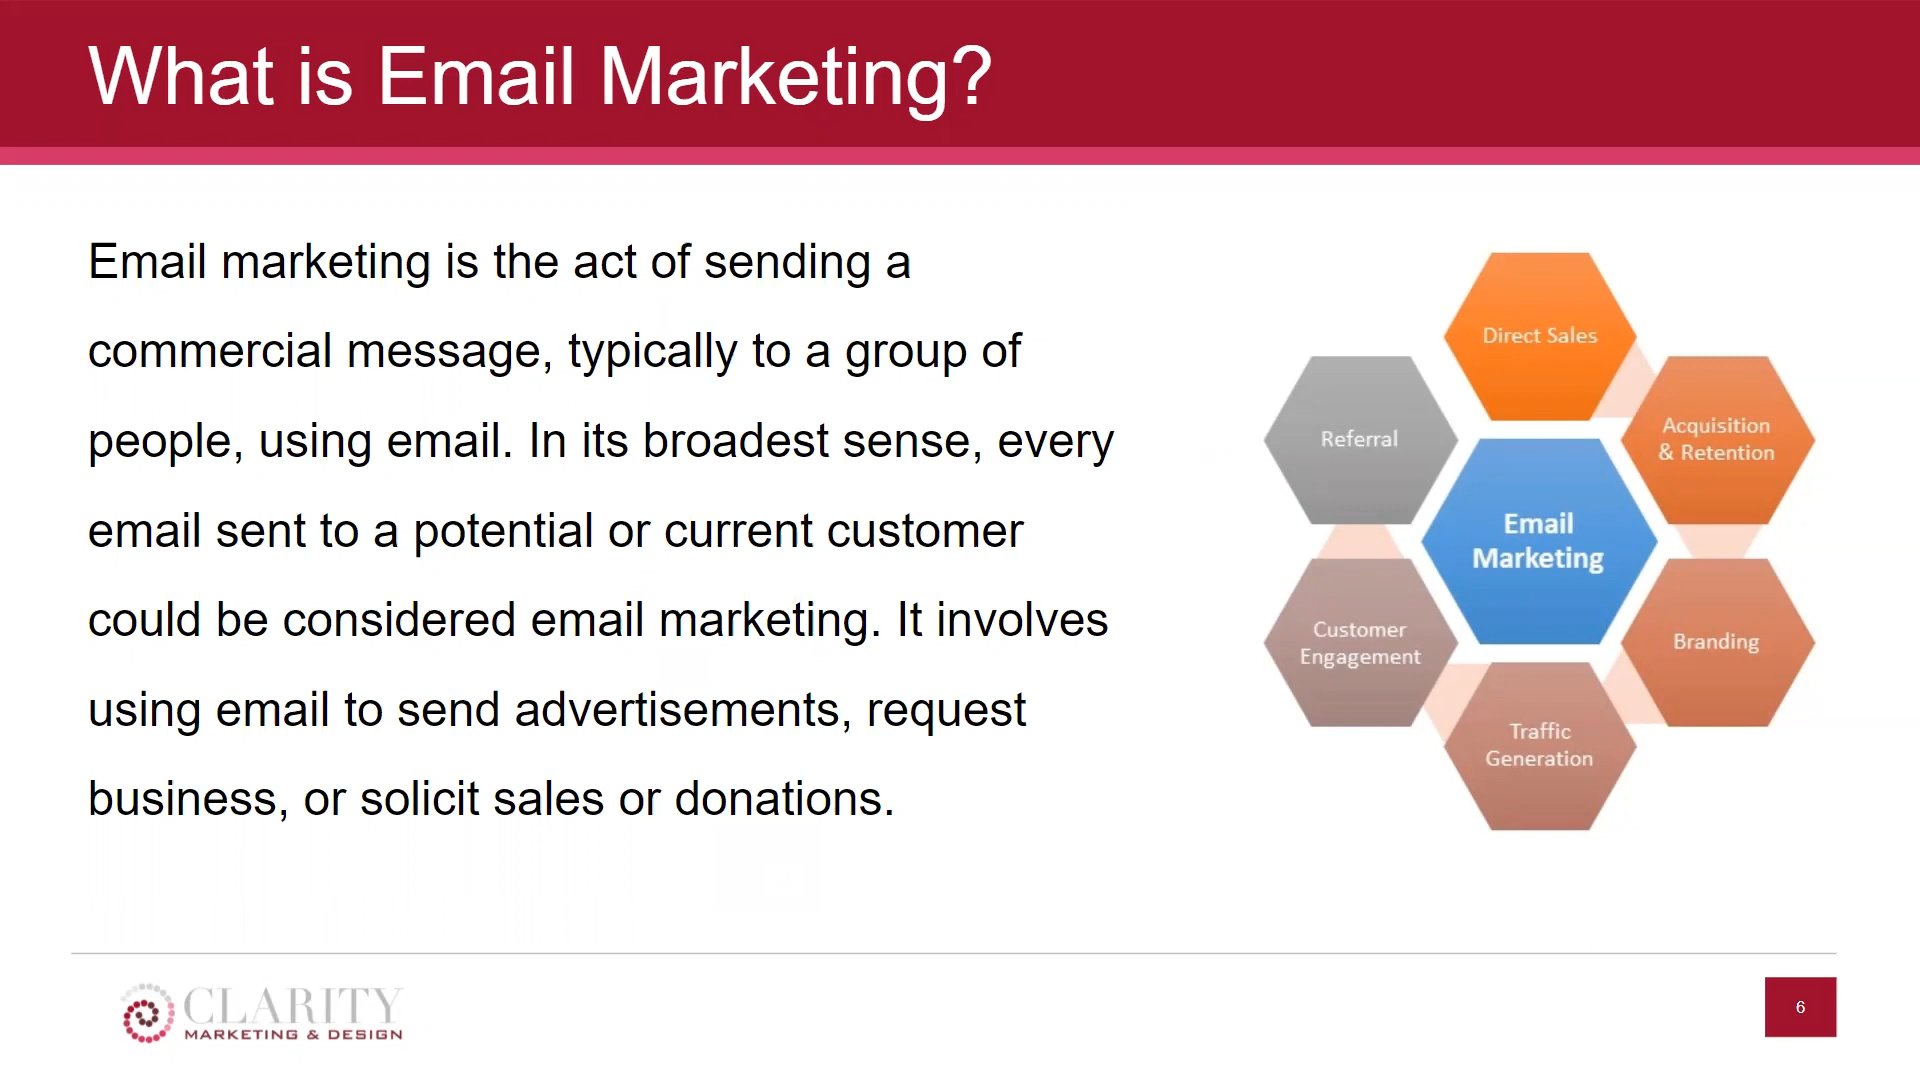 What is Email Marketing?
Email marketing is the act of sending a
commercial message, typically to a group of
people, using email. In its broadest sense, every
email sent to a potential or current customer
could be considered email marketing. It involves
using email to send advertisements, request
business, or solicit sales or donations.
Direct Sales
Acquisition
& Retention
Branding
Traffic
Generation
Customer
Engagement
Referral
Email
Marketing
CLARITY
MARKETING & DESIGN
6